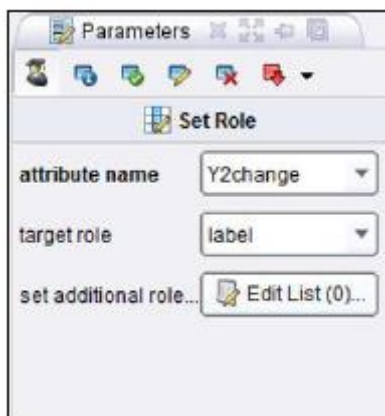 Parameters
Set Role
attribute name Y2change
target role label
set additional role... Edit List (0)...